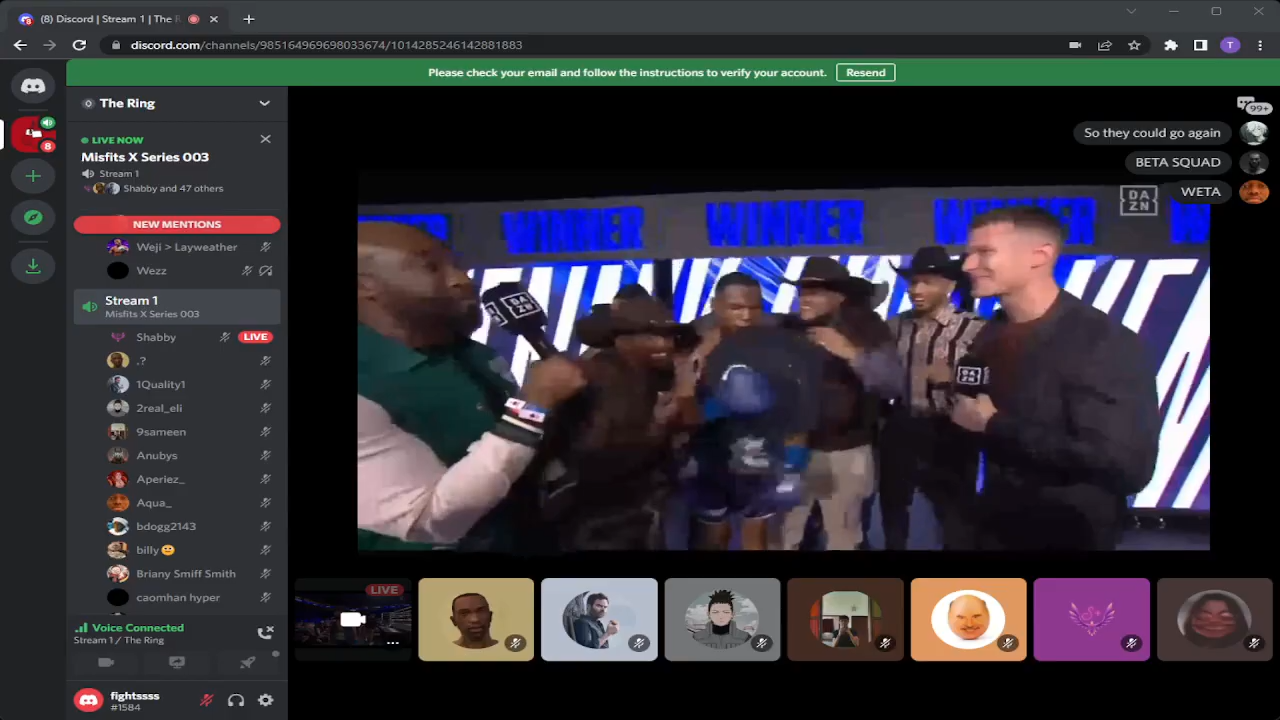 (8) Discord | Stream 1 | The R
discord.com/channels/985164969698033674/1014285246142881883
T
Please check your email and follow the instructions to verify your account.
Resend
The Ring
LIVE NOW
Misfits X Series 003
Stream 1
Shabby and 47 others
8
NEW MENTIONS
Weji > Layweather
Wezz
Stream 1
Misfits X Series 003
Shabby
LIVE
.?
1Quality1
2real_eli
9sameen
Anubys
Aperiez_
Aqua_
bdogg2143
billy🙂
Briany Smiff Smith
caomhan hyper
Voice Connected
Stream 1 / The Ring
fightssss
#1584
99+
So they could go again
BETA SQUAD
WETA
DAZN
WINNER
WINNER
WINNER
W
DAZN
DAZN
LIVE